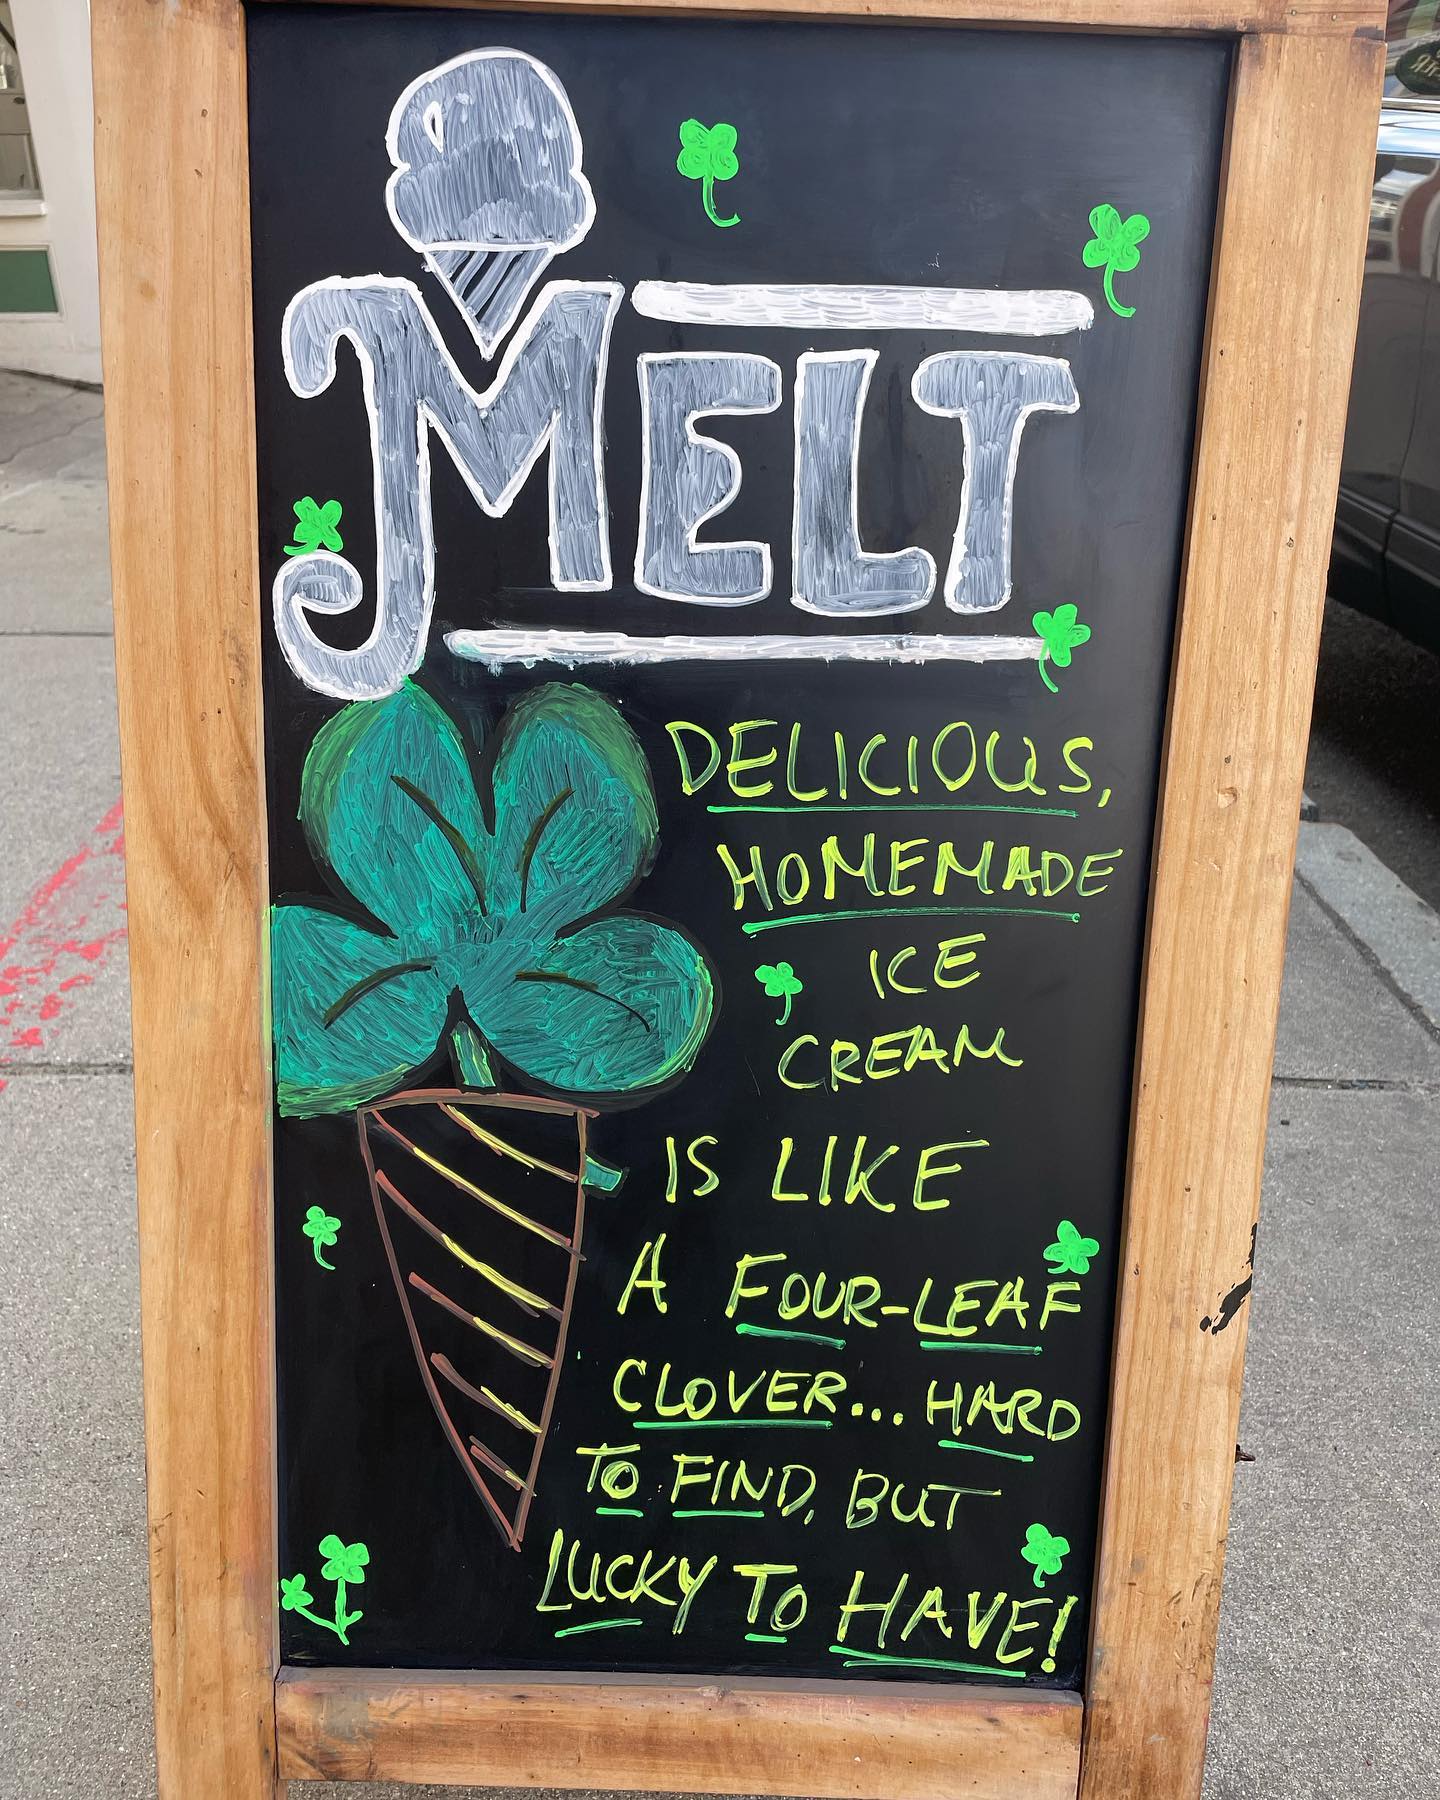 MELT
DELICIOUS,
HOMEMADE
ICE
CREAM
IS LIKE
A FOUR-LEAF
CLOVER... HARD
TO FIND, BUT
LUCKY TO HAVE!